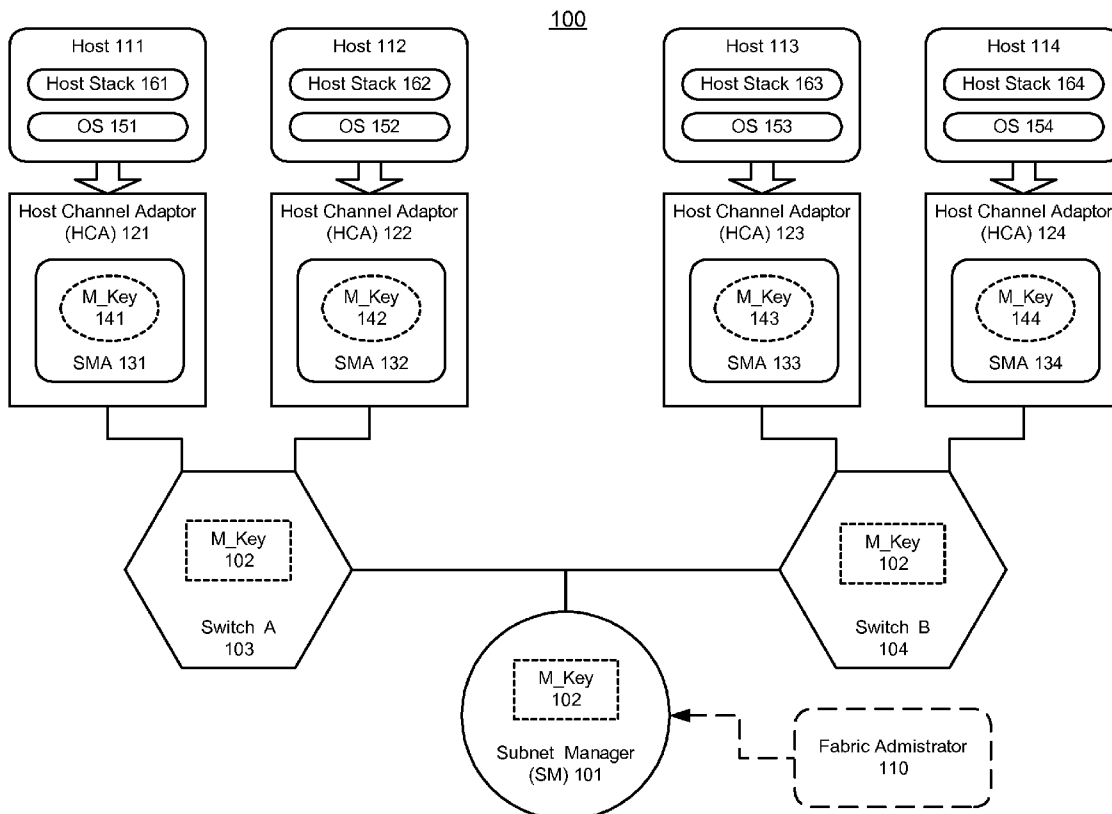 100
Host 111
Host Stack 161
OS 151
Host 112
Host Stack 162
OS 152
Host 113
Host Stack 163
OS 153
Host 114
Host Stack 164
OS 154
Host Channel Adaptor
(HCA) 121
M_Key
141
SMA 131
Host Channel Adaptor
(HCA) 122
M_Key
142
SMA 132
Host Channel Adaptor
(HCA) 123
M_Key
143
SMA 133
Host Channel Adaptor
(HCA) 124
M_Key
144
SMA 134
M_Key
102
Switch A
103
M_Key
102
Switch B
104
M_Key
102
Subnet Manager
(SM) 101
Fabric Admistrator
110